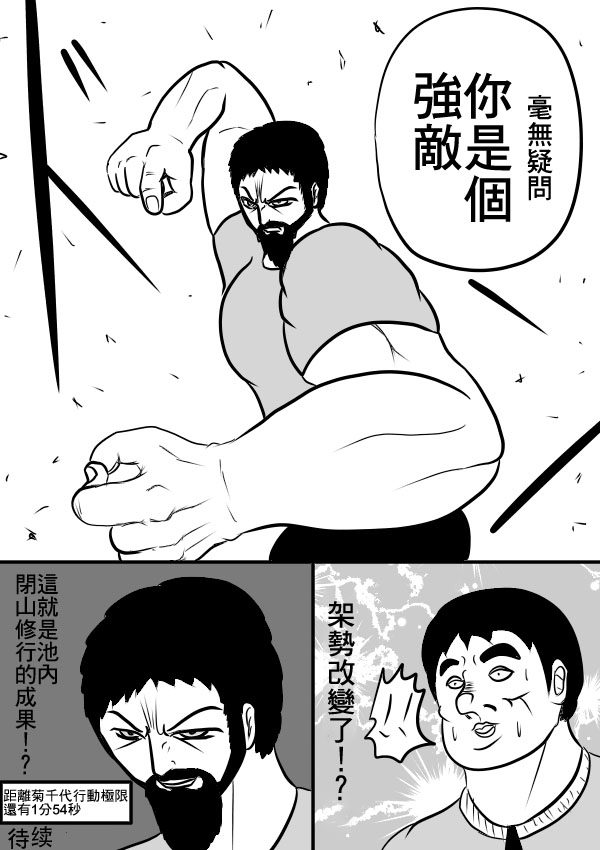 毫無疑問
你是個
強敵
架勢改變了!?
這就是池內
閉山修行的成果!?
距離菊千代行動極限
還有1分54秒
待续